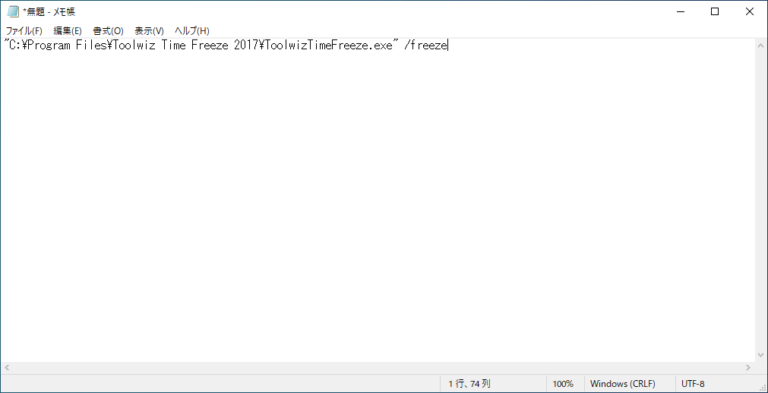 *無題 - メモ帳
ファイル(F) 編集(E) 書式(O) 表示(V) ヘルプ(H)
"C:¥Program Files¥Toolwiz Time Freeze 2017¥ToolwizTimeFreeze.exe" /freeze
1 行、74 列 100% Windows (CRLF) UTF-8